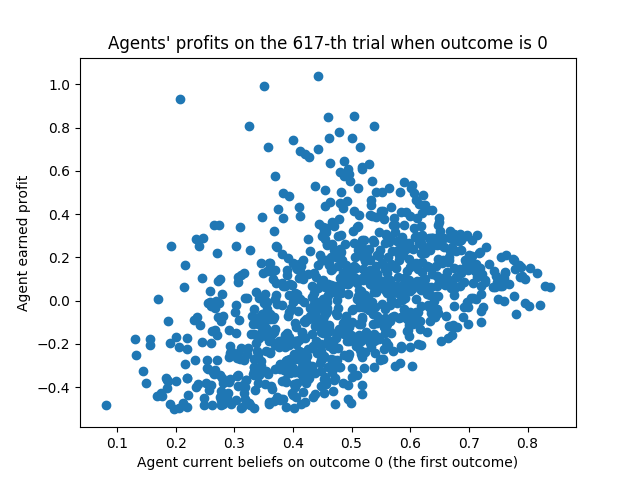 Agents' profits on the 617-th trial when outcome is 0
1.0
0.8
0.6
0.4
0.2
0.0
−0.2
−0.4
Agent earned profit
0.1 0.2 0.3 0.4 0.5 0.6 0.7 0.8
Agent current beliefs on outcome 0 (the first outcome)